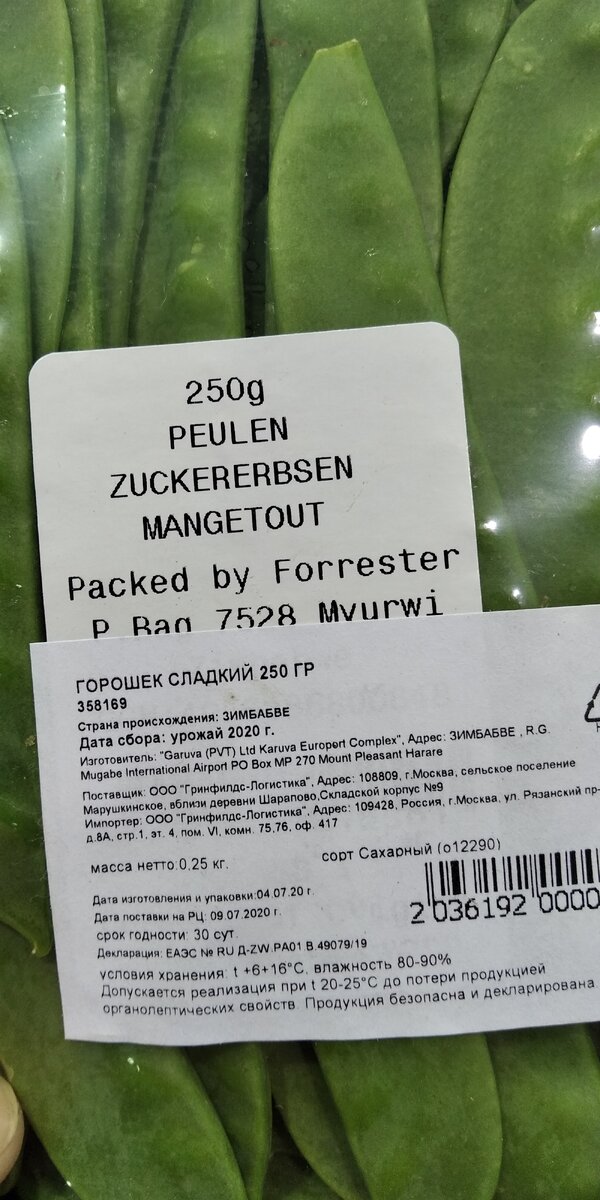 250g
PEULEN
ZUCKERERBSEN
MANGETOUT
Packed by Forrester
P Bag 7528 Mvurwi
ГОРОШЕК СЛАДКИЙ 250 ГР
358169
Страна происхождения: ЗИМБАБВЕ
Дата сбора: урожай 2020 г.
Изготовитель: "Garuva (PVT) Ltd Karuva Europort Complex", Адрес: ЗИМБАБВЕ , R.G.
Mugabe International Airport PO Box MP 270 Mount Pleasant Harare
Поставщик: ООО "Гринфилдс-Логистика", Адрес: 108809, г.Москва, сельское поселение
Марушкинское, вблизи деревни Шарапово,Складской корпус №9
Импортер: ООО "Гринфилдс-Логистика", Адрес: 109428, Россия, г.Москва, ул. Рязанский пр-
д.8А, стр.1, эт. 4, пом. VI, комн. 75,76, оф. 417
масса нетто:0.25 кг.
сорт Сахарный (о12290)
Дата изготовления и упаковки:04.07.20 г.
Дата поставки на РЦ: 09.07.2020 г.
срок годности: 30 сут.
Декларация: ЕАЭС № RU Д-ZW.РА01 В.49079/19
2 036192 0000
условия хранения: t +6+16°С, влажность 80-90%
Допускается реализация при t 20-25°С до потери продукцией
органолептических свойств. Продукция безопасна и декларирована